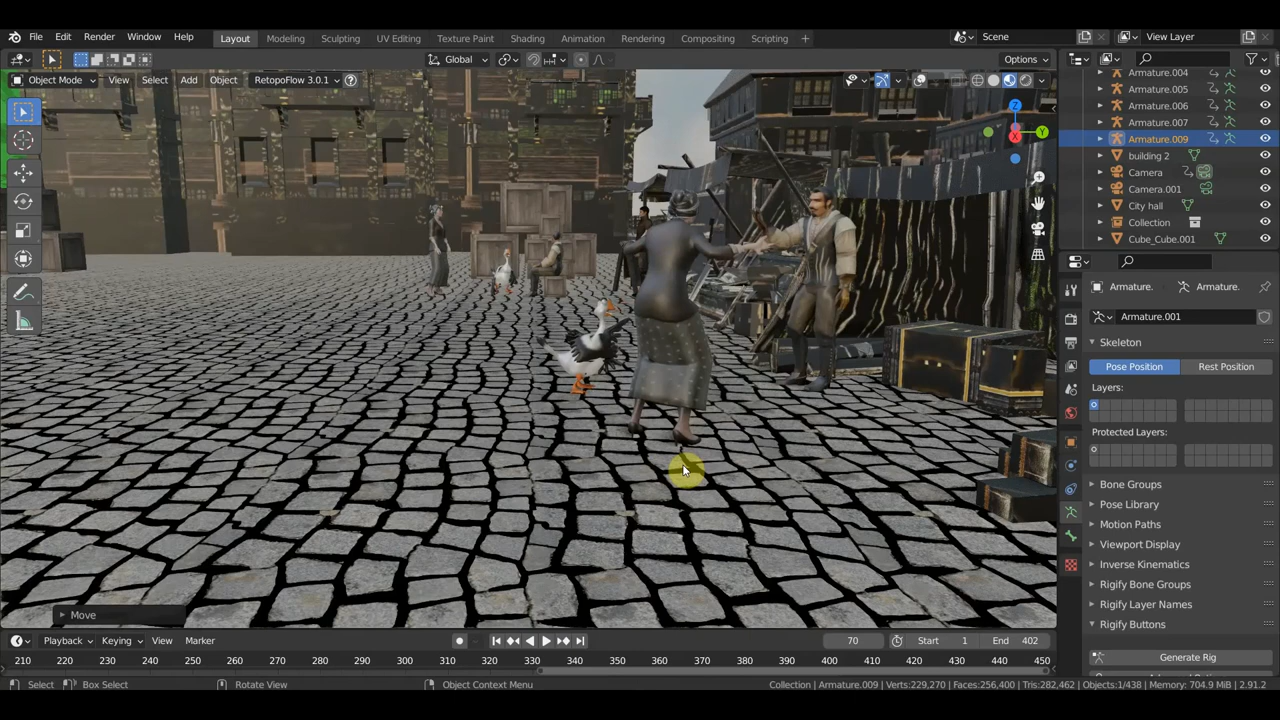 File Edit Render Window Help Layout Modeling Sculpting UV Editing Texture Paint Shading Animation Rendering Compositing Scripting + Scene View Layer
Global Options
Object Mode View Select Add Object RetopoFlow 3.0.1
Z
Y
X
Armature.004
Armature.005
Armature.006
Armature.007
Armature.009
building 2
Camera
Camera.001
City hall
Collection
Cube_Cube.001
Armature. Armature.
Armature.001
Skeleton
Pose Position Rest Position
Layers:
Protected Layers:
Bone Groups
Pose Library
Motion Paths
Viewport Display
Inverse Kinematics
Rigify Bone Groups
Rigify Layer Names
Rigify Buttons
Generate Rig
Move
Playback Keying View Marker 70 Start 1 End 402
210 220 230 240 250 260 270 280 290 300 310 320 330 340 350 360 370 380 390 400 410 420 430 440 450
Select Box Select Rotate View Object Context Menu Collection | Armature.009 | Verts:229,270 | Faces:256,400 | Tris:282,462 | Objects:1/438 | Memory: 704.9 MiB | 2.91.2